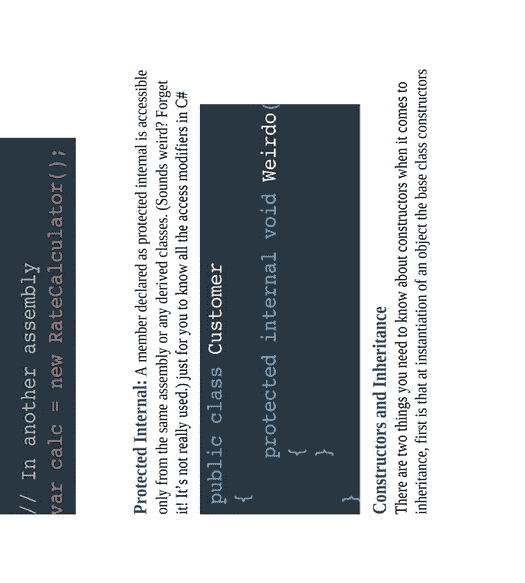 // In another assembly
var calc = new RateCalculator();
Protected Internal: A member declared as protected internal is accessible
only from the same assembly or any derived classes. (Sounds weird? Forget
it! It's not really used.) just for you to know all the access modifiers in C#
public class Customer
{
protected internal void Weirdo(
{
}
}
Constructors and Inheritance
There are two things you need to know about constructors when it comes to
inheritance, first is that at instantiation of an object the base class constructors